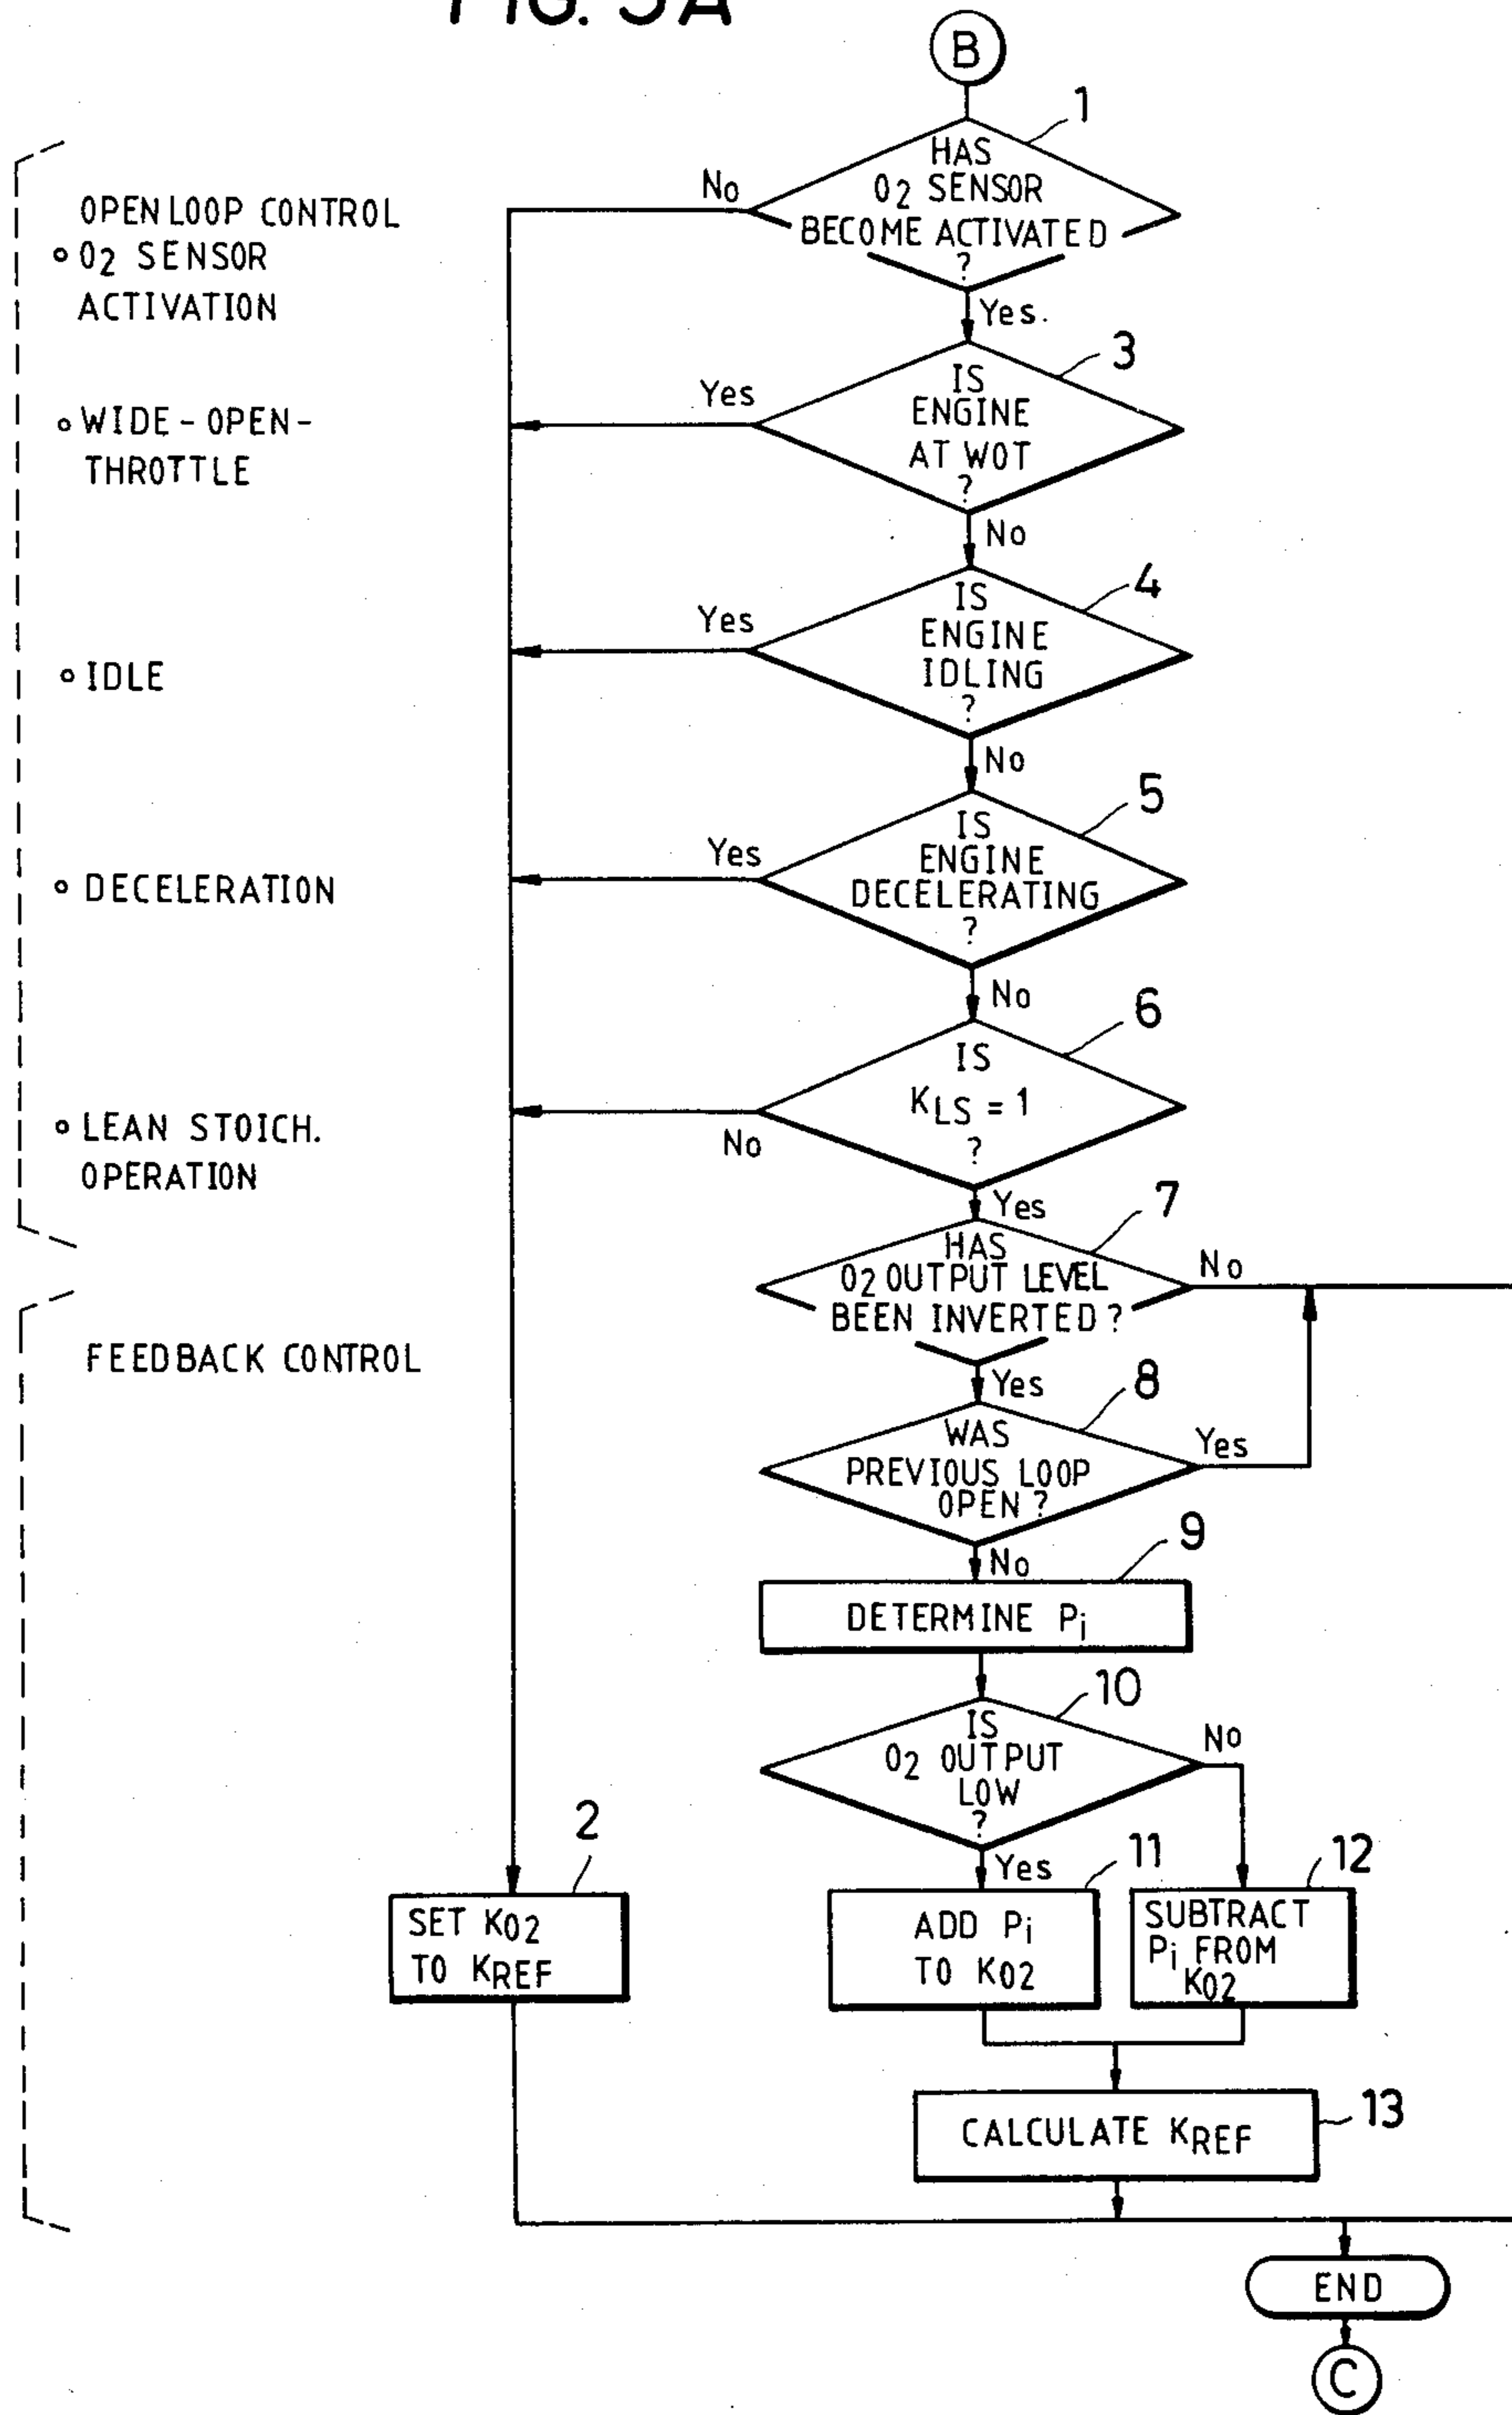 FIG. 5A
B
1
HAS
O2 SENSOR
BECOME ACTIVATED
?
No
Yes.
OPEN LOOP CONTROL
O2 SENSOR
ACTIVATION
3
IS
ENGINE
AT WOT
?
Yes
No
WIDE-OPEN-
THROTTLE
4
IS
ENGINE
IDLING
?
Yes
No
IDLE
5
IS
ENGINE
DECELERATING
?
Yes
No
DECELERATION
6
IS
KLS = 1
?
No
Yes
LEAN STOICH.
OPERATION
7
HAS
O2 OUTPUT LEVEL
BEEN INVERTED ?
No
Yes
FEEDBACK CONTROL
8
WAS
PREVIOUS LOOP
OPEN ?
Yes
No
9
DETERMINE Pi
10
IS
O2 OUTPUT
LOW
?
No
Yes
2
SET KO2
TO KREF
11
ADD Pi
TO KO2
12
SUBTRACT
Pi FROM
KO2
13
CALCULATE KREF
END
C